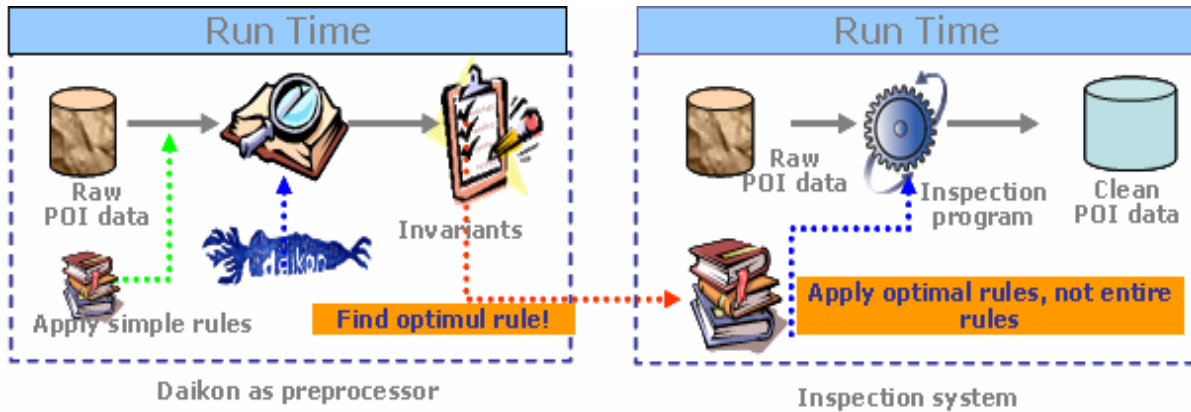 Run Time
Raw
POI data
Invariants
daikon
Apply simple rules
Find optimul rule!
Daikon as preprocessor
Run Time
Raw
POI data
Inspection
program
Clean
POI data
Apply optimal rules, not entire
rules
Inspection system